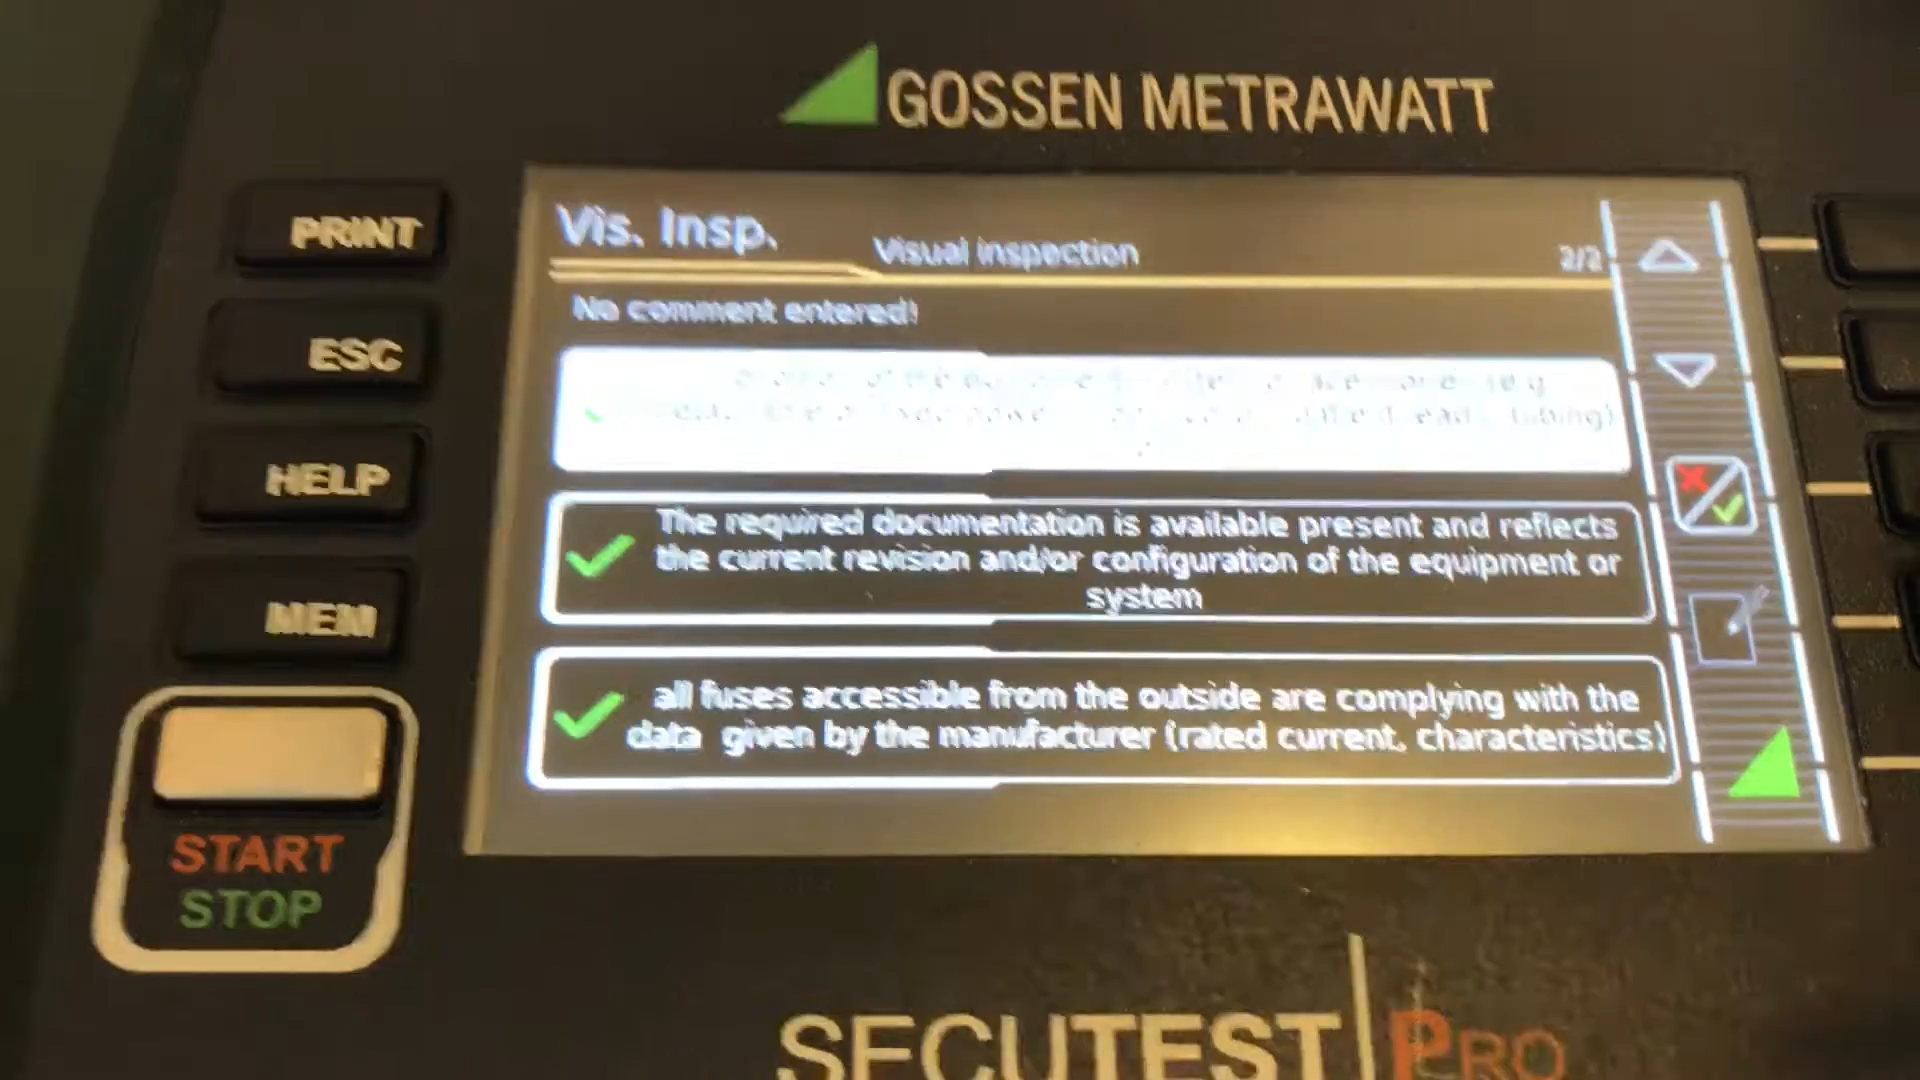 GOSSEN METRAWATT
PRINT
ESC
HELP
MEM
START
STOP
Vis. Insp.
Visual inspection
2/2
No comment entered!
tubing)
The required documentation is available present and reflects
the current revision and/or configuration of the equipment or
system
all fuses accessible from the outside are complying with the
data given by the manufacturer (rated current, characteristics)
SECUTEST PRO